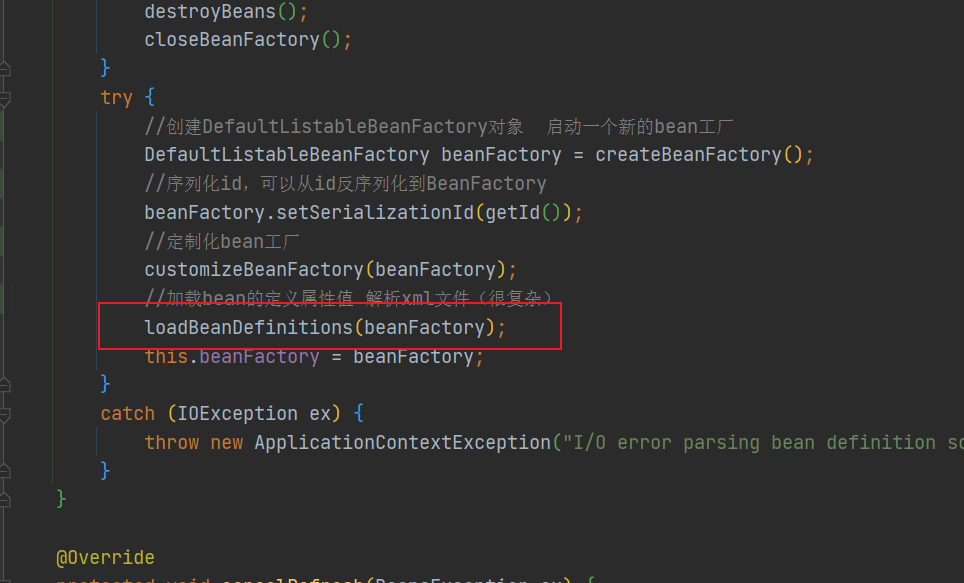 destroyBeans();
closeBeanFactory();
}
try {
//创建DefaultListableBeanFactory对象  启动一个新的bean工厂
DefaultListableBeanFactory beanFactory = createBeanFactory();
//序列化id，可以从id反序列化到BeanFactory
beanFactory.setSerializationId(getId());
//定制化bean工厂
customizeBeanFactory(beanFactory);
//加载bean的定义属性值 解析xml文件（很复杂）
loadBeanDefinitions(beanFactory);
this.beanFactory = beanFactory;
}
catch (IOException ex) {
throw new ApplicationContextException("I/O error parsing bean definition so
}
}
@Override
protected void cancelRefresh(BeansException ex) {